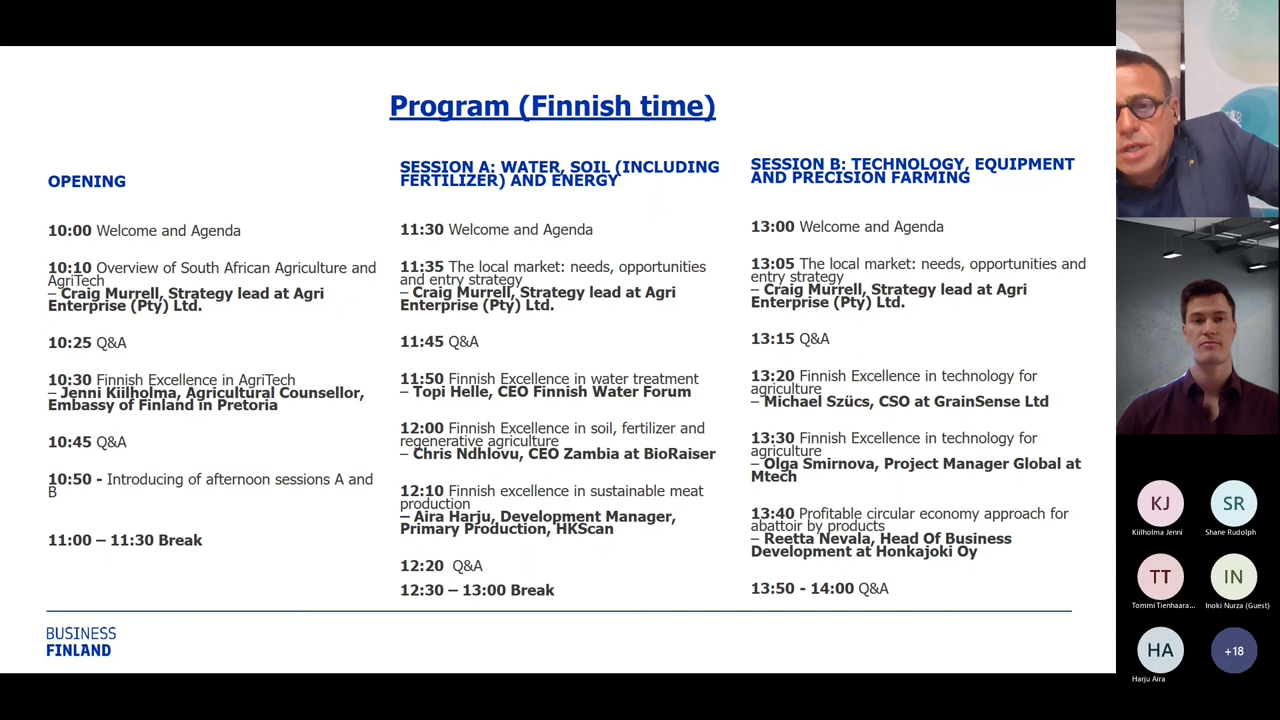 Program (Finnish time)
OPENING
10:00 Welcome and Agenda
10:10 Overview of South African Agriculture and
AgriTech
– Craig Murrell, Strategy lead at Agri
Enterprise (Pty) Ltd.
10:25 Q&A
10:30 Finnish Excellence in AgriTech
– Jenni Kiilholma, Agricultural Counsellor,
Embassy of Finland in Pretoria
10:45 Q&A
10:50 - Introducing of afternoon sessions A and
B
11:00 – 11:30 Break
SESSION A: WATER, SOIL (INCLUDING
FERTILIZER) AND ENERGY
11:30 Welcome and Agenda
11:35 The local market: needs, opportunities
and entry strategy
– Craig Murrell, Strategy lead at Agri
Enterprise (Pty) Ltd.
11:45 Q&A
11:50 Finnish Excellence in water treatment
– Topi Helle, CEO Finnish Water Forum
12:00 Finnish Excellence in soil, fertilizer and
regenerative agriculture
– Chris Ndhlovu, CEO Zambia at BioRaiser
12:10 Finnish excellence in sustainable meat
production
– Aira Harju, Development Manager,
Primary Production, HKScan
12:20 Q&A
12:30 – 13:00 Break
SESSION B: TECHNOLOGY, EQUIPMENT
AND PRECISION FARMING
13:00 Welcome and Agenda
13:05 The local market: needs, opportunities and
entry strategy
– Craig Murrell, Strategy lead at Agri
Enterprise (Pty) Ltd.
13:15 Q&A
13:20 Finnish Excellence in technology for
agriculture
– Michael Szücs, CSO at GrainSense Ltd
13:30 Finnish Excellence in technology for
agriculture
– Olga Smirnova, Project Manager Global at
Mtech
13:40 Profitable circular economy approach for
abattoir by products
– Reetta Nevala, Head Of Business
Development at Honkajoki Oy
13:50 - 14:00 Q&A
BUSINESS
FINLAND
KJ
Kiilholma Jenni
SR
Shane Rudolph
TT
Tommi Tienhaara...
IN
Inoki Nurza (Guest)
HA
Harju Aira
+18